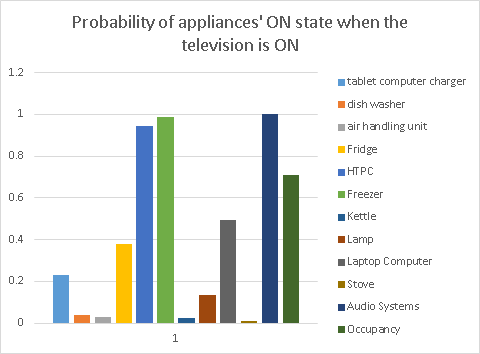 Probability of appliances' ON state when the
television is ON
1.2
1
0.8
0.6
0.4
0.2
0
1
tablet computer charger
dish washer
air handling unit
Fridge
HTPC
Freezer
Kettle
Lamp
Laptop Computer
Stove
Audio Systems
Occupancy